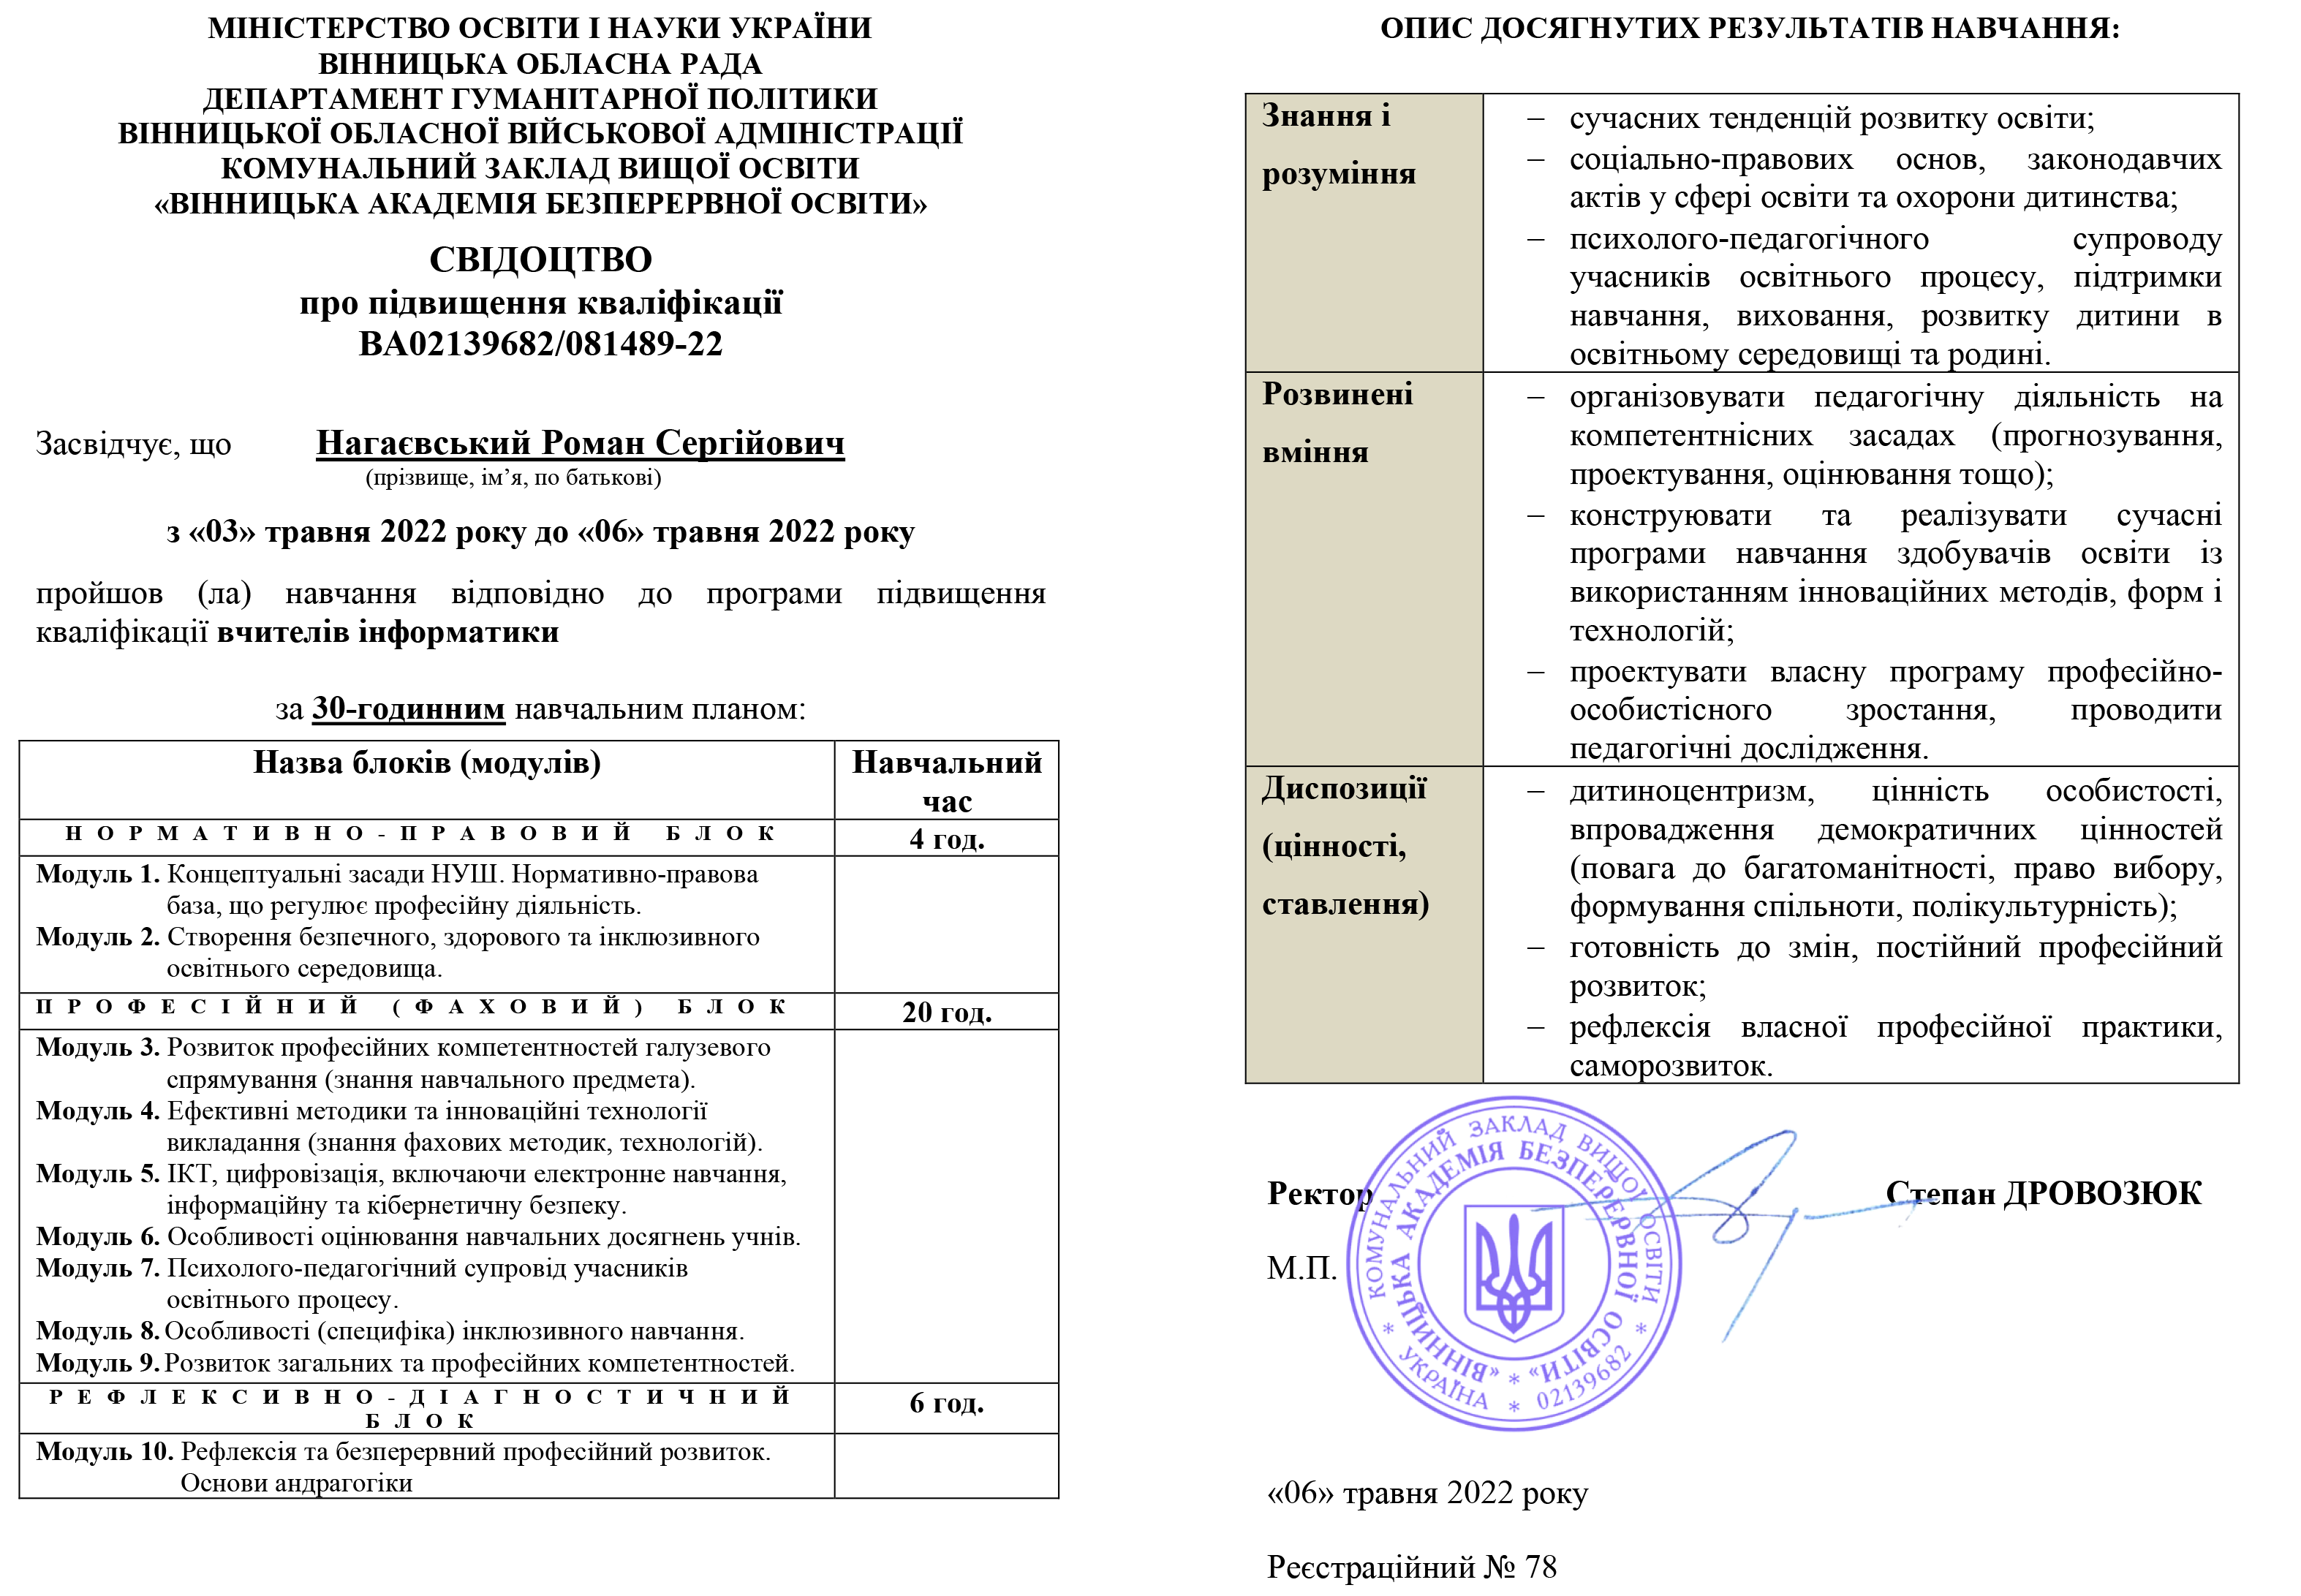 МІНІСТЕРСТВО ОСВІТИ І НАУКИ УКРАЇНИ
ВІННИЦЬКА ОБЛАСНА РАДА
ДЕПАРТАМЕНТ ГУМАНІТАРНОЇ ПОЛІТИКИ
ВІННИЦЬКОЇ ОБЛАСНОЇ ВІЙСЬКОВОЇ АДМІНІСТРАЦІЇ
КОМУНАЛЬНИЙ ЗАКЛАД ВИЩОЇ ОСВІТИ
«ВІННИЦЬКА АКАДЕМІЯ БЕЗПЕРЕРВНОЇ ОСВІТИ»
СВІДОЦТВО
про підвищення кваліфікації
ВА02139682/081489-22
Засвідчує, що Нагаєвський Роман Сергійович
(прізвище, ім’я, по батькові)
з «03» травня 2022 року до «06» травня 2022 року
пройшов (ла) навчання відповідно до програми підвищення
кваліфікації вчителів інформатики
за 30-годинним навчальним планом:
Назва блоків (модулів) Навчальний
час
НОРМАТИВНО-ПРАВОВИЙ БЛОК 4 год.
Модуль 1. Концептуальні засади НУШ. Нормативно-правова
база, що регулює професійну діяльність.
Модуль 2. Створення безпечного, здорового та інклюзивного
освітнього середовища.
ПРОФЕСІЙНИЙ (ФАХОВИЙ) БЛОК 20 год.
Модуль 3. Розвиток професійних компетентностей галузевого
спрямування (знання навчального предмета).
Модуль 4. Ефективні методики та інноваційні технології
викладання (знання фахових методик, технологій).
Модуль 5. ІКТ, цифровізація, включаючи електронне навчання,
інформаційну та кібернетичну безпеку.
Модуль 6. Особливості оцінювання навчальних досягнень учнів.
Модуль 7. Психолого-педагогічний супровід учасників
освітнього процесу.
Модуль 8. Особливості (специфіка) інклюзивного навчання.
Модуль 9. Розвиток загальних та професійних компетентностей.
РЕФЛЕКСИВНО-ДІАГНОСТИЧНИЙ 6 год.
БЛОК
Модуль 10. Рефлексія та безперервний професійний розвиток.
Основи андрагогіки
ОПИС ДОСЯГНУТИХ РЕЗУЛЬТАТІВ НАВЧАННЯ:
Знання і
розуміння
– сучасних тенденцій розвитку освіти;
– соціально-правових основ, законодавчих
актів у сфері освіти та охорони дитинства;
– психолого-педагогічного супроводу
учасників освітнього процесу, підтримки
навчання, виховання, розвитку дитини в
освітньому середовищі та родині.
Розвинені
вміння
– організовувати педагогічну діяльність на
компетентнісних засадах (прогнозування,
проектування, оцінювання тощо);
– конструювати та реалізувати сучасні
програми навчання здобувачів освіти із
використанням інноваційних методів, форм і
технологій;
– проектувати власну програму професійно-
особистісного зростання, проводити
педагогічні дослідження.
Диспозиції
(цінності,
ставлення)
– дитиноцентризм, цінність особистості,
впровадження демократичних цінностей
(повага до багатоманітності, право вибору,
формування спільноти, полікультурність);
– готовність до змін, постійний професійний
розвиток;
– рефлексія власної професійної практики,
саморозвиток.
Ректор Степан ДРОВОЗЮК
М.П.
КОМУНАЛЬНИЙ ЗАКЛАД ВИЩОЇ ОСВІТИ
* УКРАЇНА * 02139682 *
«ВІННИЦЬКА АКАДЕМІЯ БЕЗПЕРЕРВНОЇ ОСВІТИ» *
«06» травня 2022 року
Реєстраційний № 78